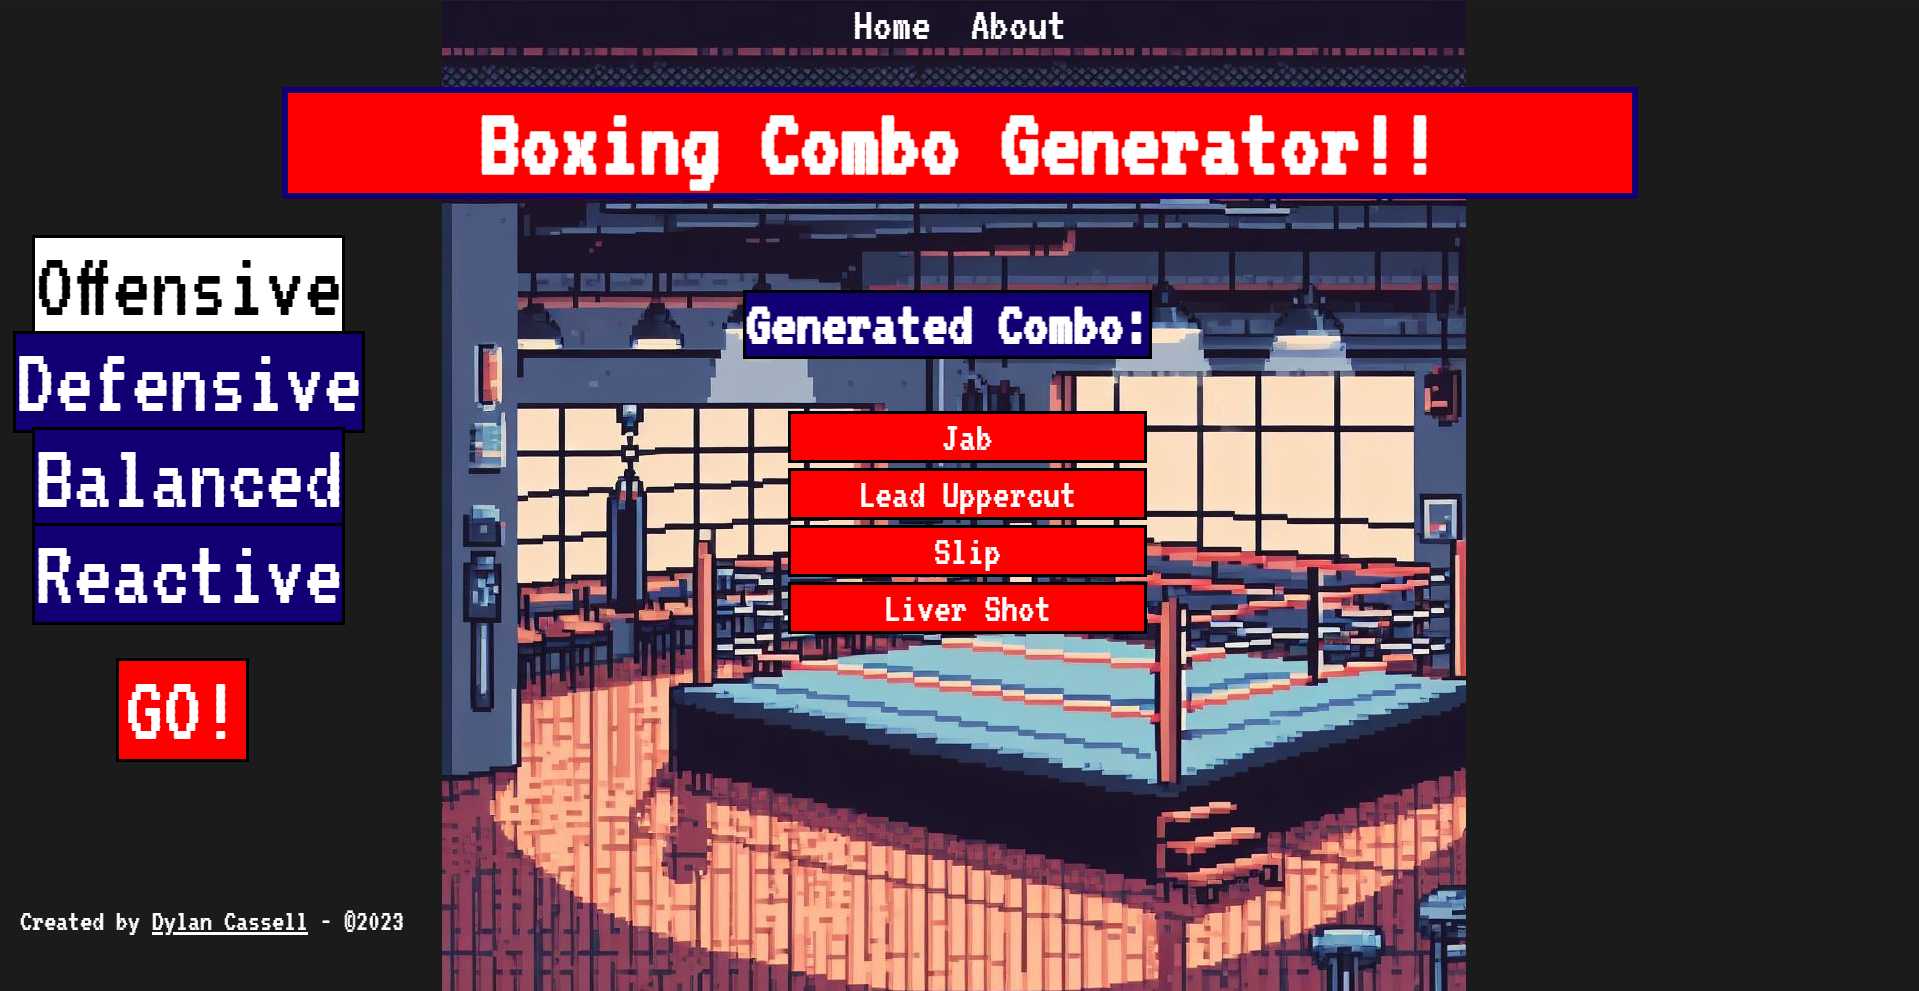 Home About
Boxing Combo Generator!!
Offensive
Defensive
Balanced
Reactive
GO!
Generated Combo:
Jab
Lead Uppercut
Slip
Liver Shot
Created by Dylan Cassell - @2023